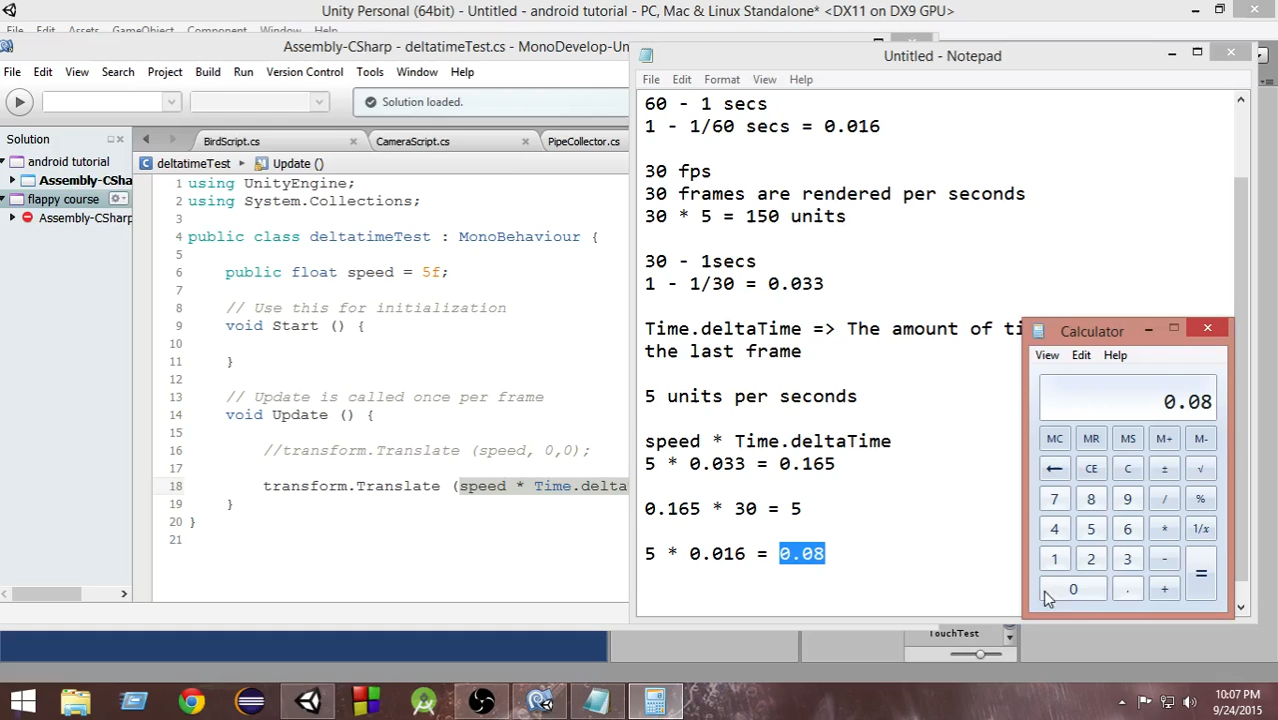 Unity Personal (64bit) - Untitled - android tutorial - PC, Mac & Linux Standalone* <DX11 on DX9 GPU>
File Edit Assets GameObject Component Window Help
Assembly-CSharp - deltatimeTest.cs - MonoDevelop-Un
File Edit View Search Project Build Run Version Control Tools Window Help
Solution loaded.
Solution
android tutorial
Assembly-CSha
flappy course
Assembly-CSharp
BirdScript.cs
CameraScript.cs
PipeCollector.cs
deltatimeTest
Update ()
1 using UnityEngine;
2 using System.Collections;
3
4 public class deltatimeTest : MonoBehaviour {
5
6 public float speed = 5f;
7
8 // Use this for initialization
9 void Start () {
10
11 }
12
13 // Update is called once per frame
14 void Update () {
15
16 //transform.Translate (speed, 0,0);
17
18 transform.Translate (speed * Time.delta
19 }
20 }
21
Untitled - Notepad
File Edit Format View Help
60 - 1 secs
1 - 1/60 secs = 0.016
30 fps
30 frames are rendered per seconds
30 * 5 = 150 units
30 - 1secs
1 - 1/30 = 0.033
Time.deltaTime => The amount of ti
the last frame
5 units per seconds
speed * Time.deltaTime
5 * 0.033 = 0.165
0.165 * 30 = 5
5 * 0.016 = 0.08
Calculator
View Edit Help
0.08
MC MR MS M+ M-
← CE C ± √
7 8 9 / %
4 5 6 * 1/x
1 2 3 - =
0 . +
TouchTest
10:07 PM
9/24/2015